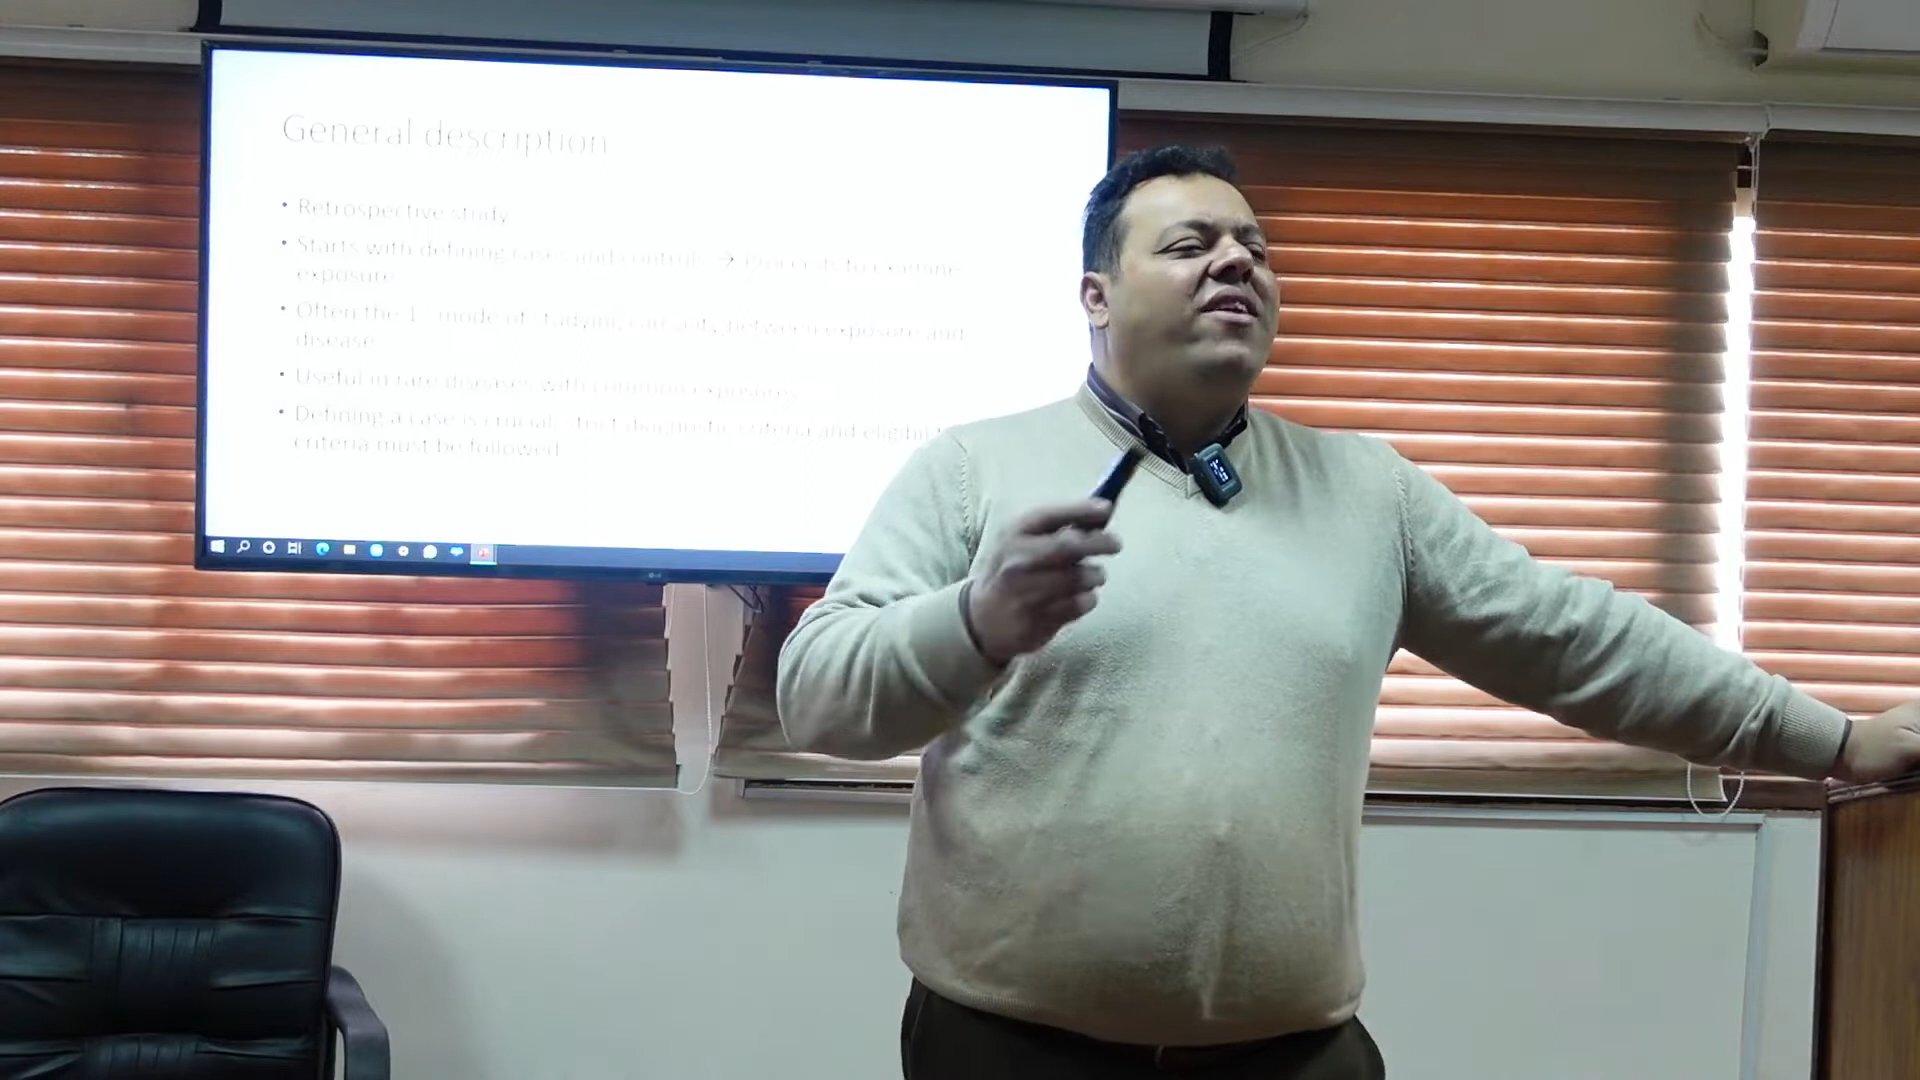 General description
• Retrospective study
• Starts with defining cases and controls → Proceeds to examine
exposure
• Often the 1st mode of studying causality between exposure and
disease
• Useful in rare diseases with common exposures
• Defining a case is crucial: strict diagnostic criteria and
criteria must be followed
LG